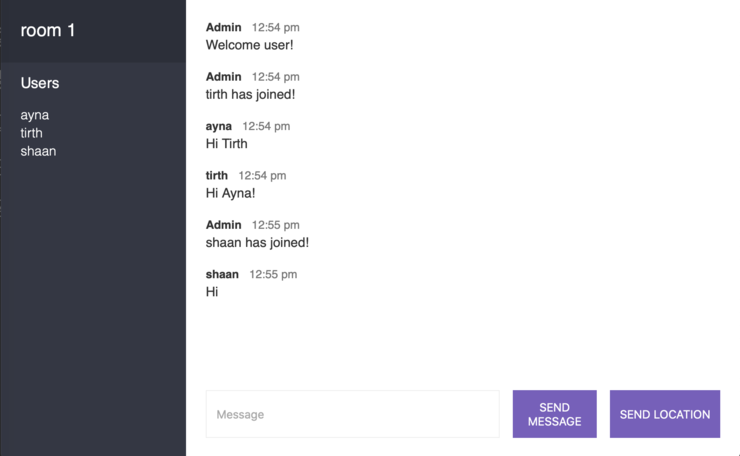 room 1
Users
ayna
tirth
shaan
Admin 12:54 pm
Welcome user!
Admin 12:54 pm
tirth has joined!
ayna 12:54 pm
Hi Tirth
tirth 12:54 pm
Hi Ayna!
Admin 12:55 pm
shaan has joined!
shaan 12:55 pm
Hi
Message
SEND
MESSAGE
SEND LOCATION